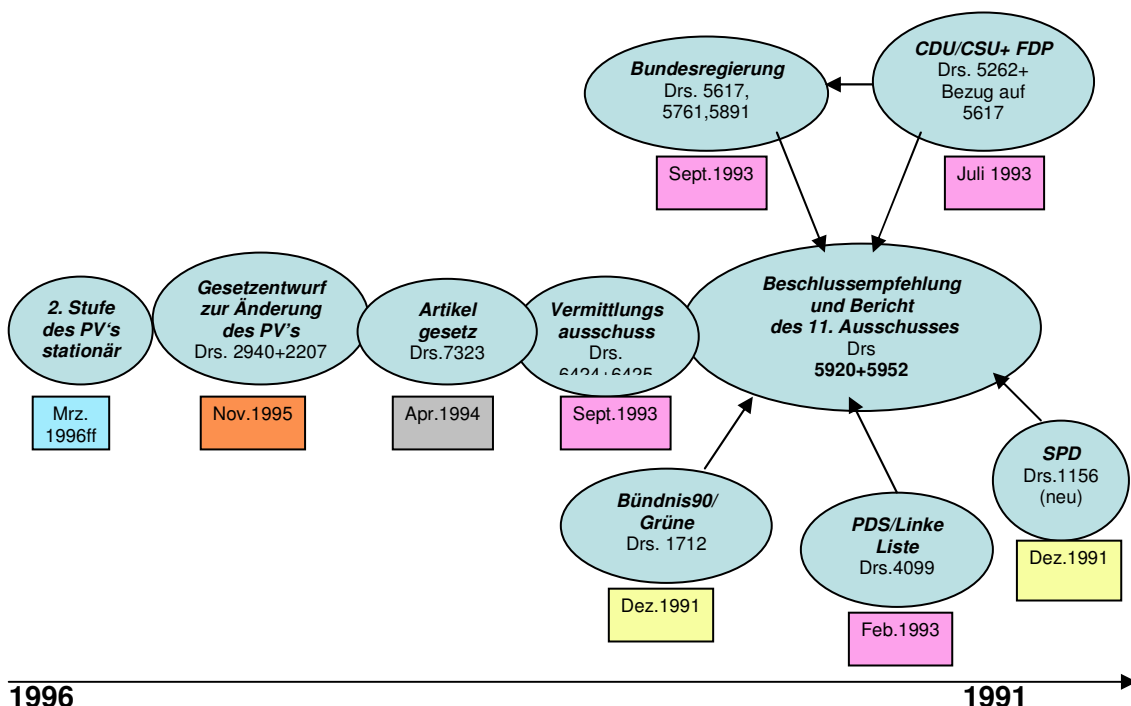 CDU/CSU+ FDP
Drs. 5262+
Bezug auf
5617
Bundesregierung
Drs. 5617,
5761,5891
Sept.1993
Juli 1993
2. Stufe
des PV's
stationär
Gesetzentwurf
zur Änderung
des PV's
Drs. 2940+2207
Artikel
gesetz
Drs.7323
Vermittlungs
ausschuss
Drs.
Beschlussempfehlung
und Bericht
des 11. Ausschusses
Drs
5920+5952
Mrz.
1996ff
Nov.1995
Apr.1994
Sept.1993
Bündnis90/
Grüne
Drs. 1712
PDS/Linke
Liste
Drs.4099
SPD
Drs.1156
(neu)
Dez.1991
Feb.1993
Dez.1991
1996
1991